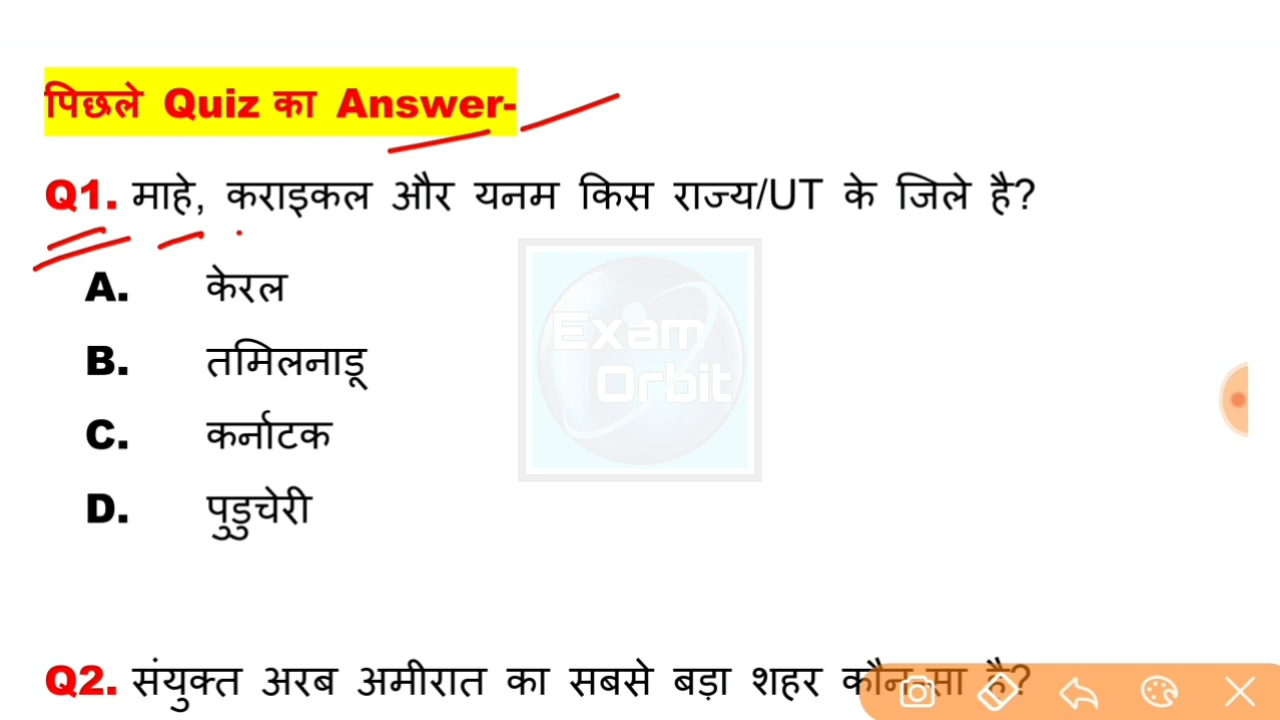 पिछले Quiz का Answer-
Q1. माहे, कराइकल और यनम किस राज्य/UT के जिले है?
Exam
Orbit
A. केरल
B. तमिलनाडू
C. कर्नाटक
D. पुडुचेरी
Q2. संयुक्त अरब अमीरात का सबसे बड़ा शहर कौन-सा है?